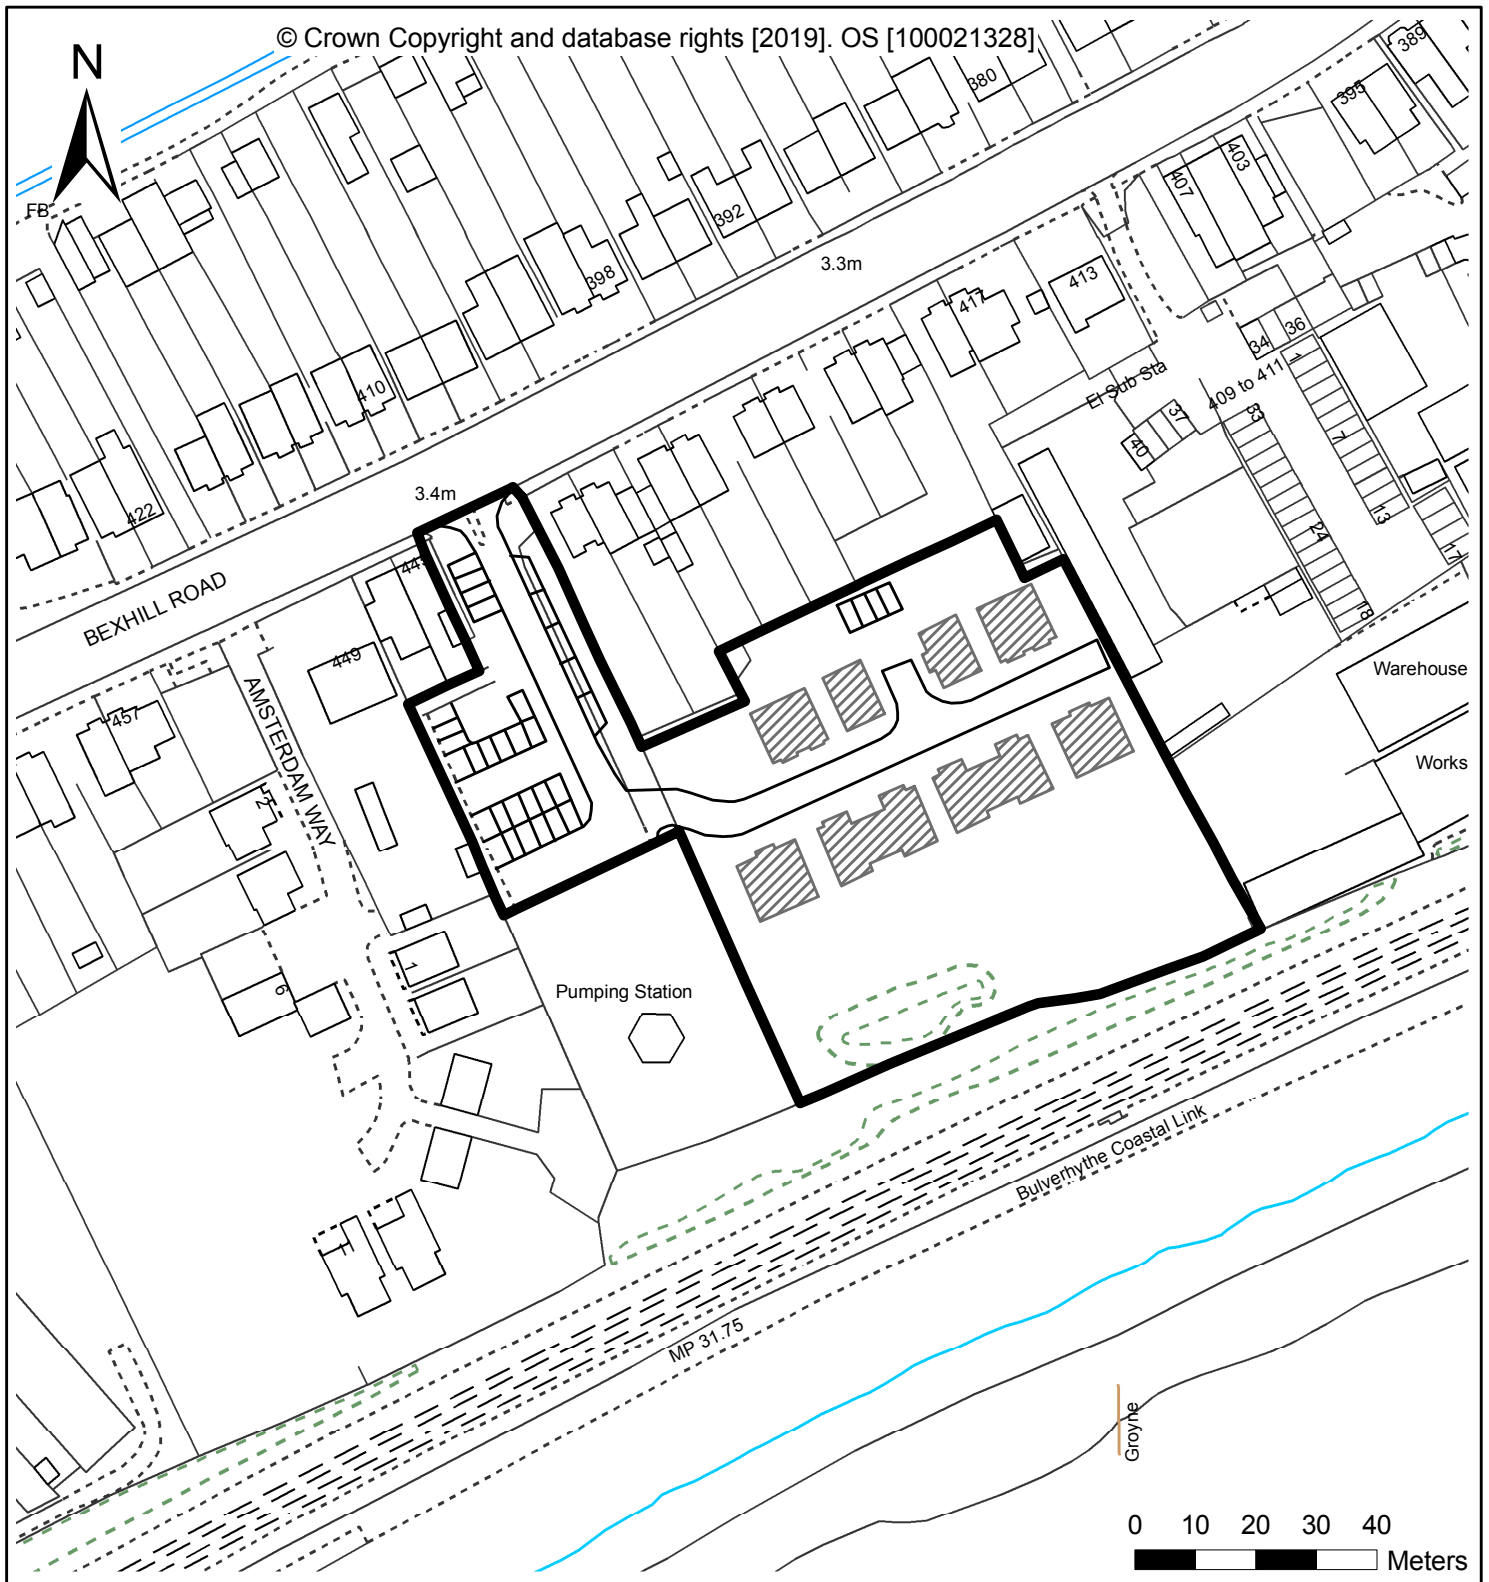 © Crown Copyright and database rights [2019]. OS [100021328]
N
FB
389
380
395
403
407
392
3.3m
398
413
417
36
34
1
El Sub Sta
409 to 411
410
37
33
40
7
422
3.4m
13
24
17
18
BEXHILL ROAD
449
Warehouse
457
AMSTERDAM WAY
Works
2
1
6
Pumping Station
Bulverhythe Coastal Link
MP 31.75
Groyne
0 10 20 30 40
Meters